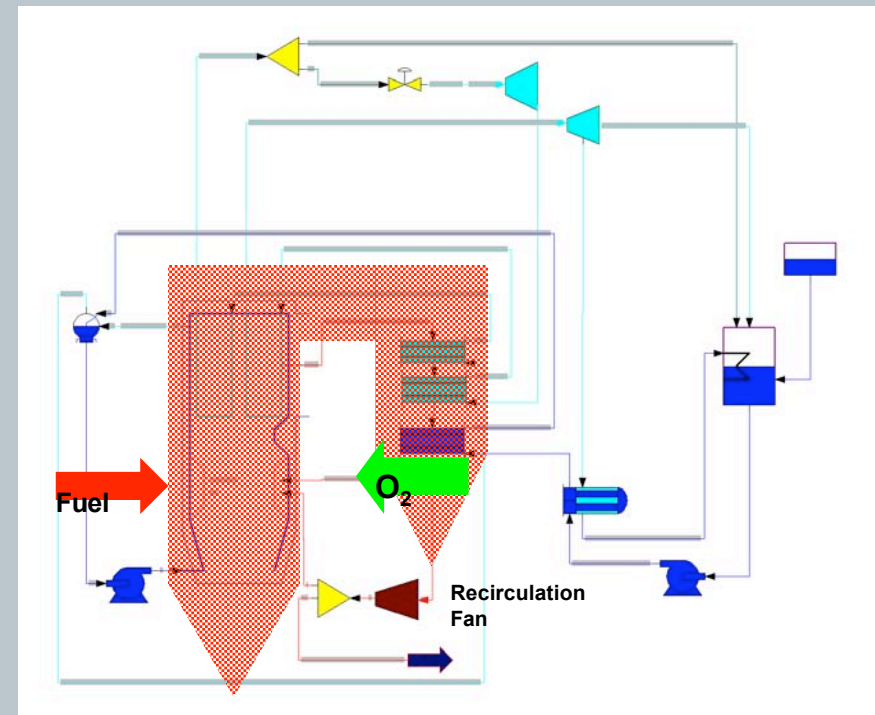 Fuel
O₂
Recirculation
Fan